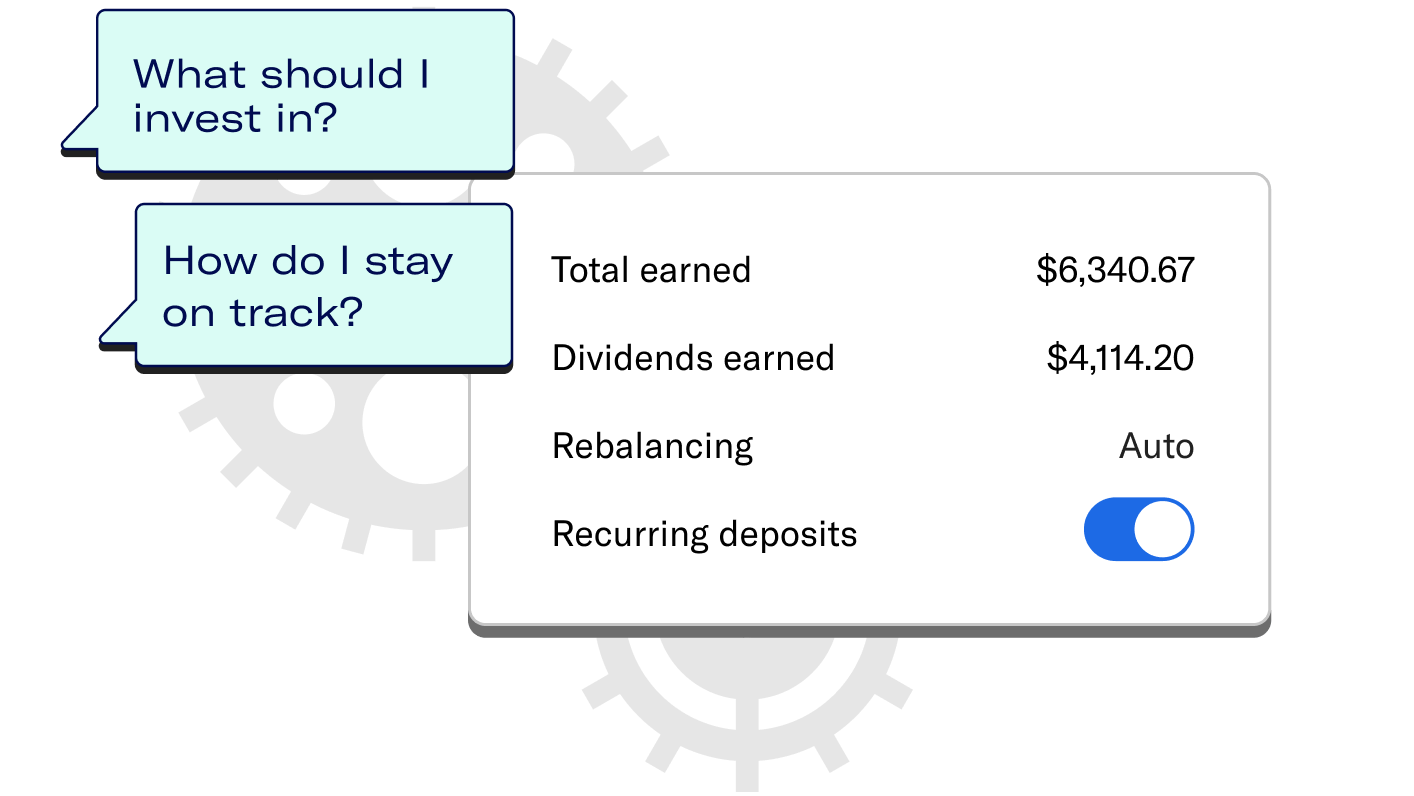 What should I
invest in?
How do I stay
on track?
Total earned $6,340.67
Dividends earned $4,114.20
Rebalancing Auto
Recurring deposits